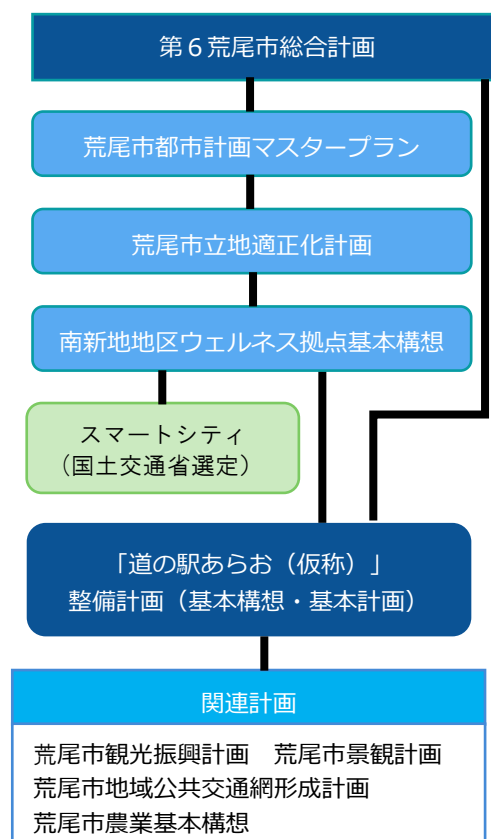 第6荒尾市総合計画
荒尾市都市計画マスタープラン
荒尾市立地適正化計画
南新地地区ウェルネス拠点基本構想
スマートシティ
（国土交通省選定）
「道の駅あらお（仮称）」
整備計画（基本構想・基本計画）
関連計画
荒尾市観光振興計画　荒尾市景観計画
荒尾市地域公共交通網形成計画
荒尾市農業基本構想